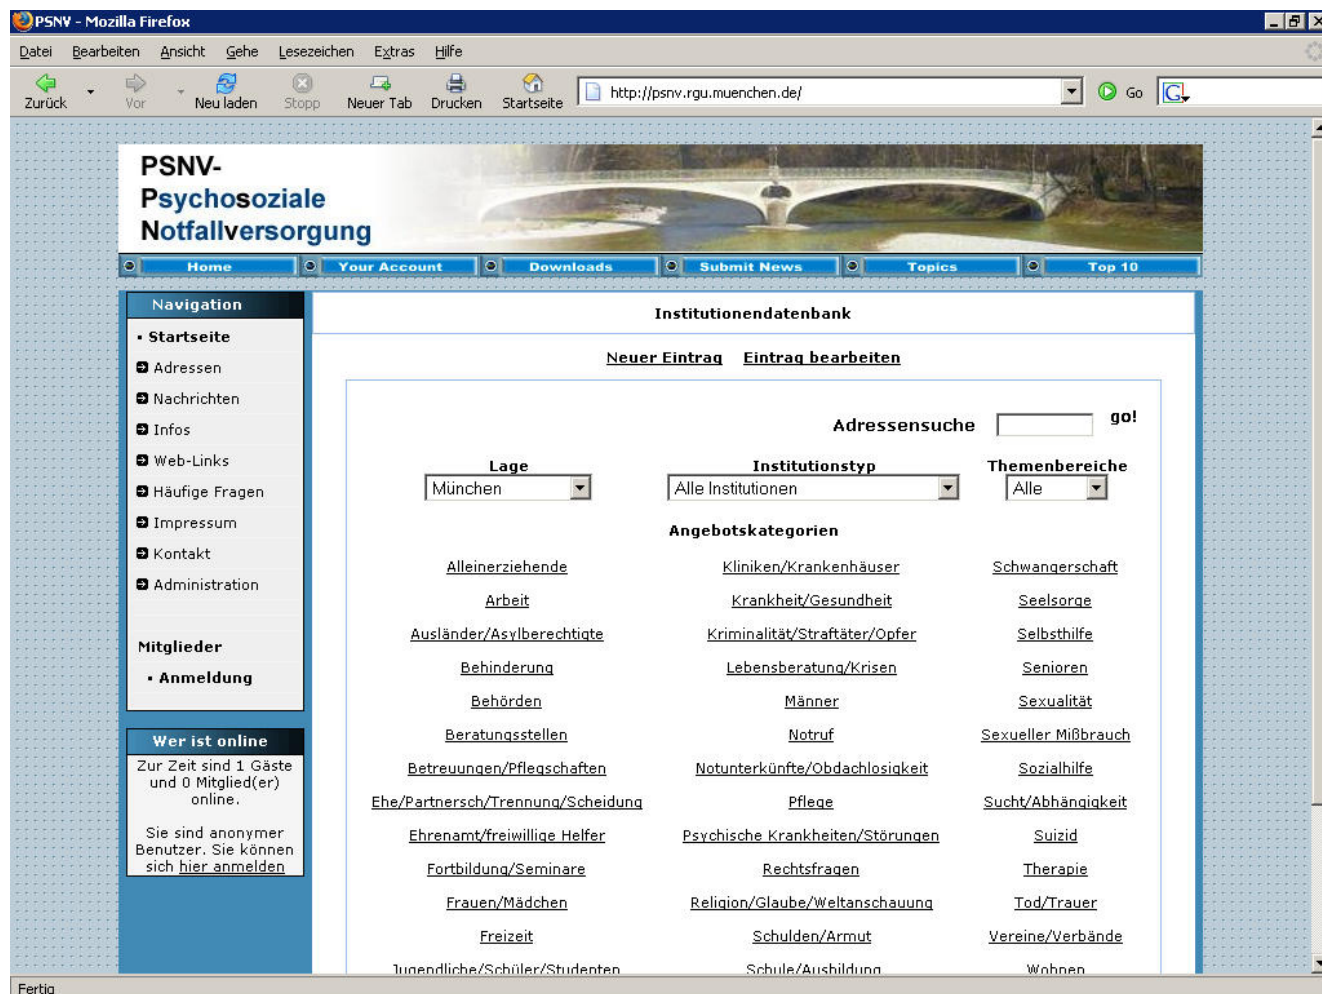 PSNV - Mozilla Firefox
Datei Bearbeiten Ansicht Gehe Lesezeichen Extras Hilfe
Zurück Vor Neu laden Stopp Neuer Tab Drucken Startseite http://psnv.rgu.muenchen.de/ Go G
PSNV-
Psychosoziale
Notfallversorgung
Home Your Account Downloads Submit News Topics Top 10
Navigation
Startseite
Adressen
Nachrichten
Infos
Web-Links
Häufige Fragen
Impressum
Kontakt
Administration
Mitglieder
Anmeldung
Wer ist online
Zur Zeit sind 1 Gäste
und 0 Mitglied(er)
online.
Sie sind anonymer
Benutzer. Sie können
sich hier anmelden
Institutionendatenbank
Neuer Eintrag Eintrag bearbeiten
Adressensuche go!
Lage Institutionstyp Themenbereiche
München Alle Institutionen Alle
Angebotskategorien
Alleinerziehende Kliniken/Krankenhäuser Schwangerschaft
Arbeit Krankheit/Gesundheit Seelsorge
Ausländer/Asylberechtigte Kriminalität/Straftäter/Opfer Selbsthilfe
Behinderung Lebensberatung/Krisen Senioren
Behörden Männer Sexualität
Beratungsstellen Notruf Sexueller Mißbrauch
Betreuungen/Pflegschaften Notunterkünfte/Obdachlosigkeit Sozialhilfe
Ehe/Partnersch/Trennung/Scheidung Pflege Sucht/Abhängigkeit
Ehrenamt/freiwillige Helfer Psychische Krankheiten/Störungen Suizid
Fortbildung/Seminare Rechtsfragen Therapie
Frauen/Mädchen Religion/Glaube/Weltanschauung Tod/Trauer
Freizeit Schulden/Armut Vereine/Verbände
Jugendliche/Schüler/Studenten Schule/Ausbildung Wohnen
Fertig